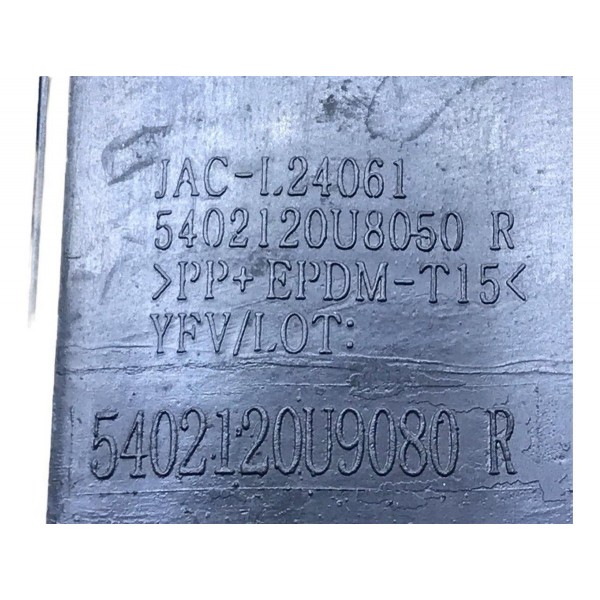 JAC-L24061
5402120U8050 R
>PP+EPDM-T15<
YFV/LOT:
5402120U9080 R